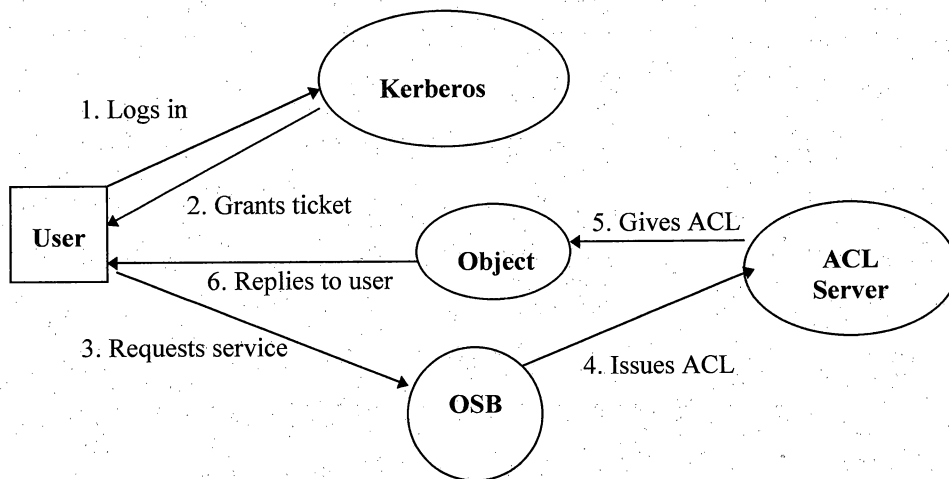 Kerberos
1. Logs in
2. Grants ticket
User
5. Gives ACL
Object
ACL
Server
6. Replies to user
3. Requests service
4. Issues ACL
OSB